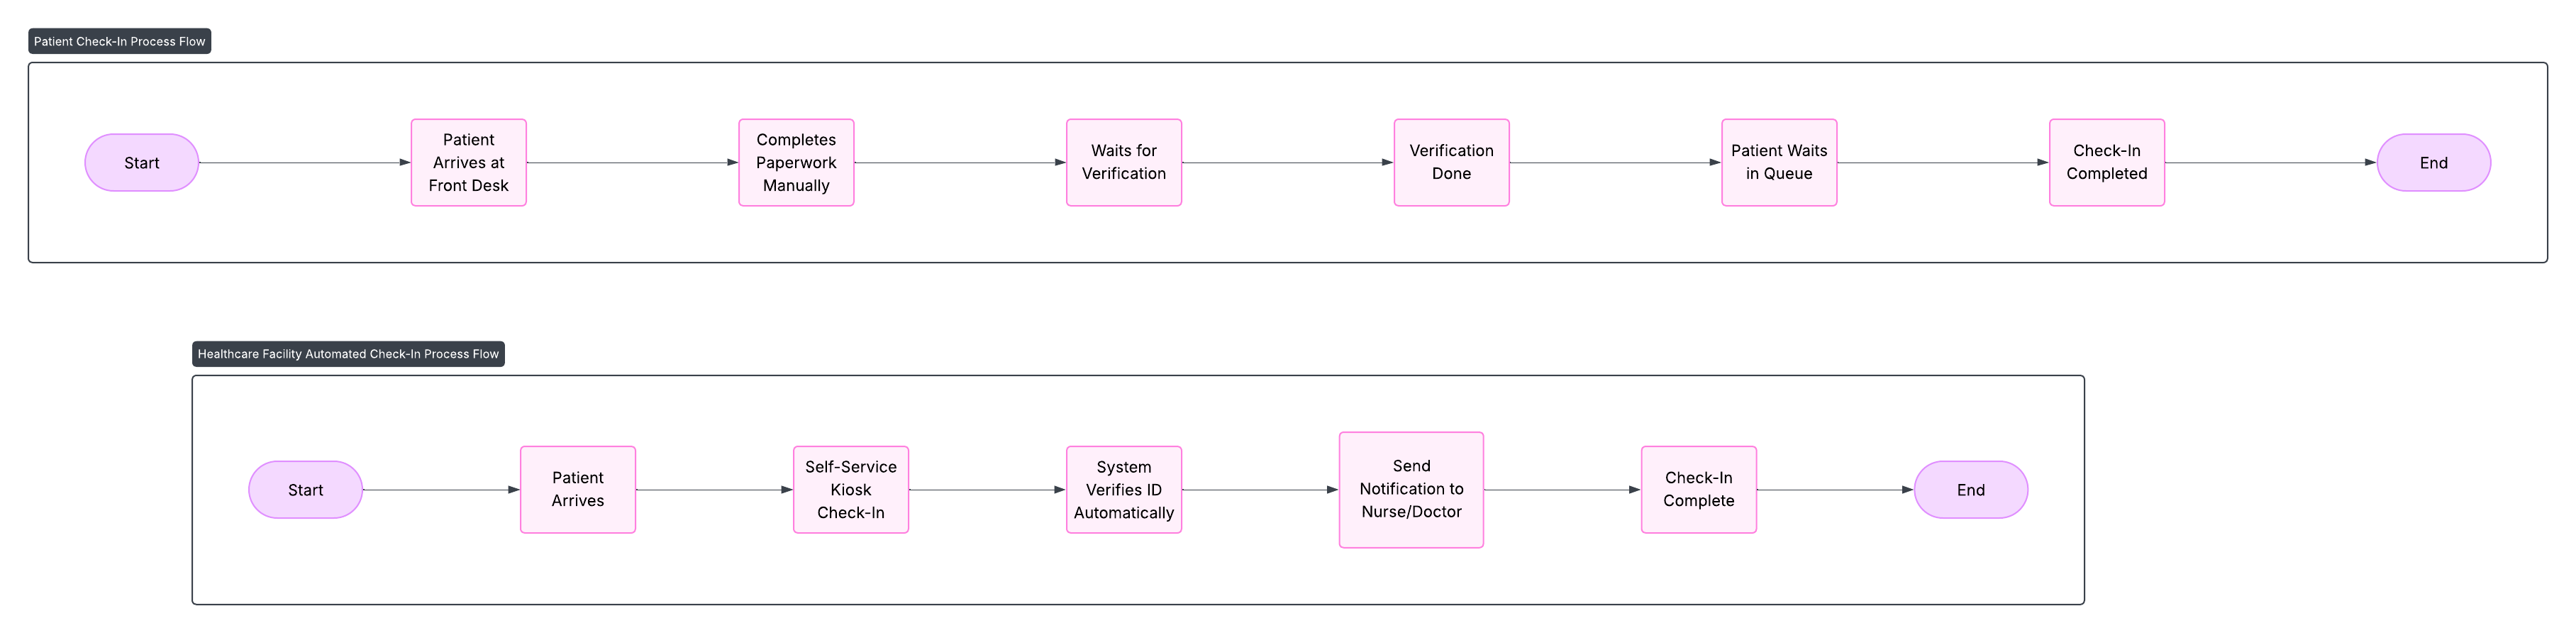 Patient Check-In Process Flow
Start
Patient
Arrives at
Front Desk
Completes
Paperwork
Manually
Waits for
Verification
Verification
Done
Patient Waits
in Queue
Check-In
Completed
End
Healthcare Facility Automated Check-In Process Flow
Start
Patient
Arrives
Self-Service
Kiosk
Check-In
System
Verifies ID
Automatically
Send
Notification to
Nurse/Doctor
Check-In
Complete
End